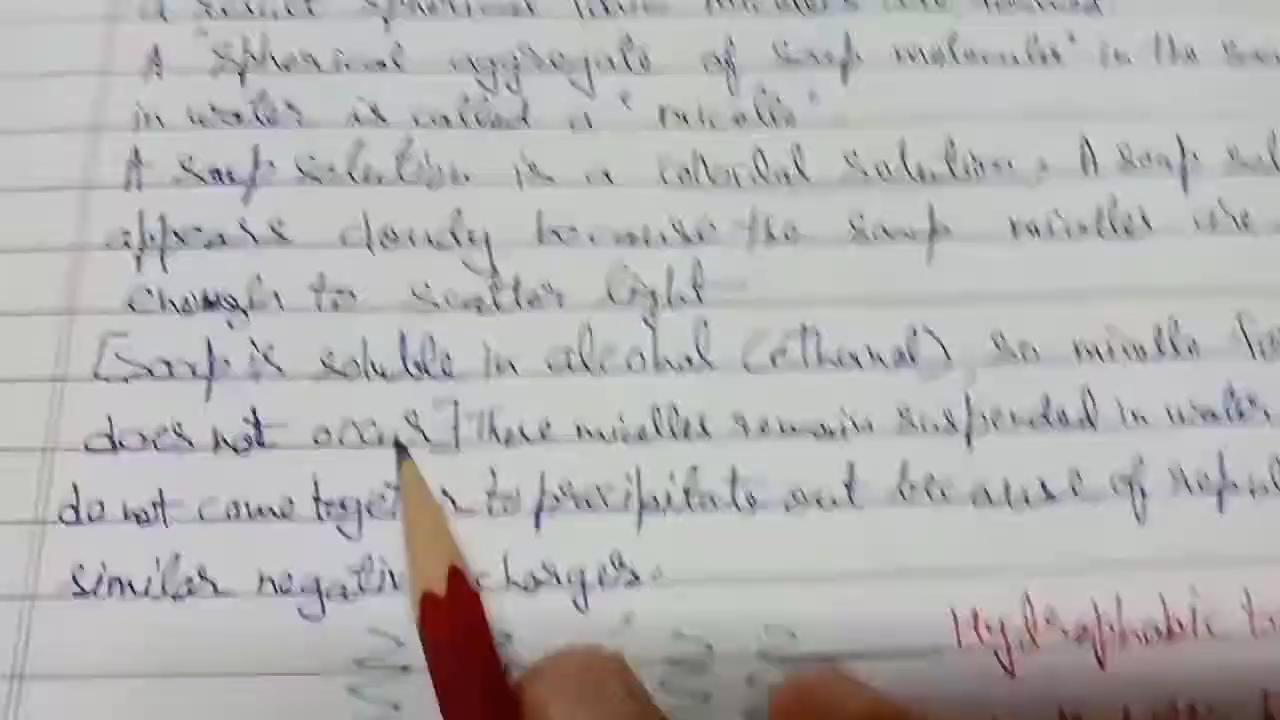 A "spherical aggregate of soap molecules" in the
in water is called a "micelle"
A soap solution is a colloidal solution. A soap sol
appears cloudy because the soap micelles are
enough to scatter light
[Soap is soluble in alcohol (ethanol), so micelle
does not occur] These micelles remain suspended in water
do not come together to precipitate out because of repul
similar negative charges.
Hydrophobic